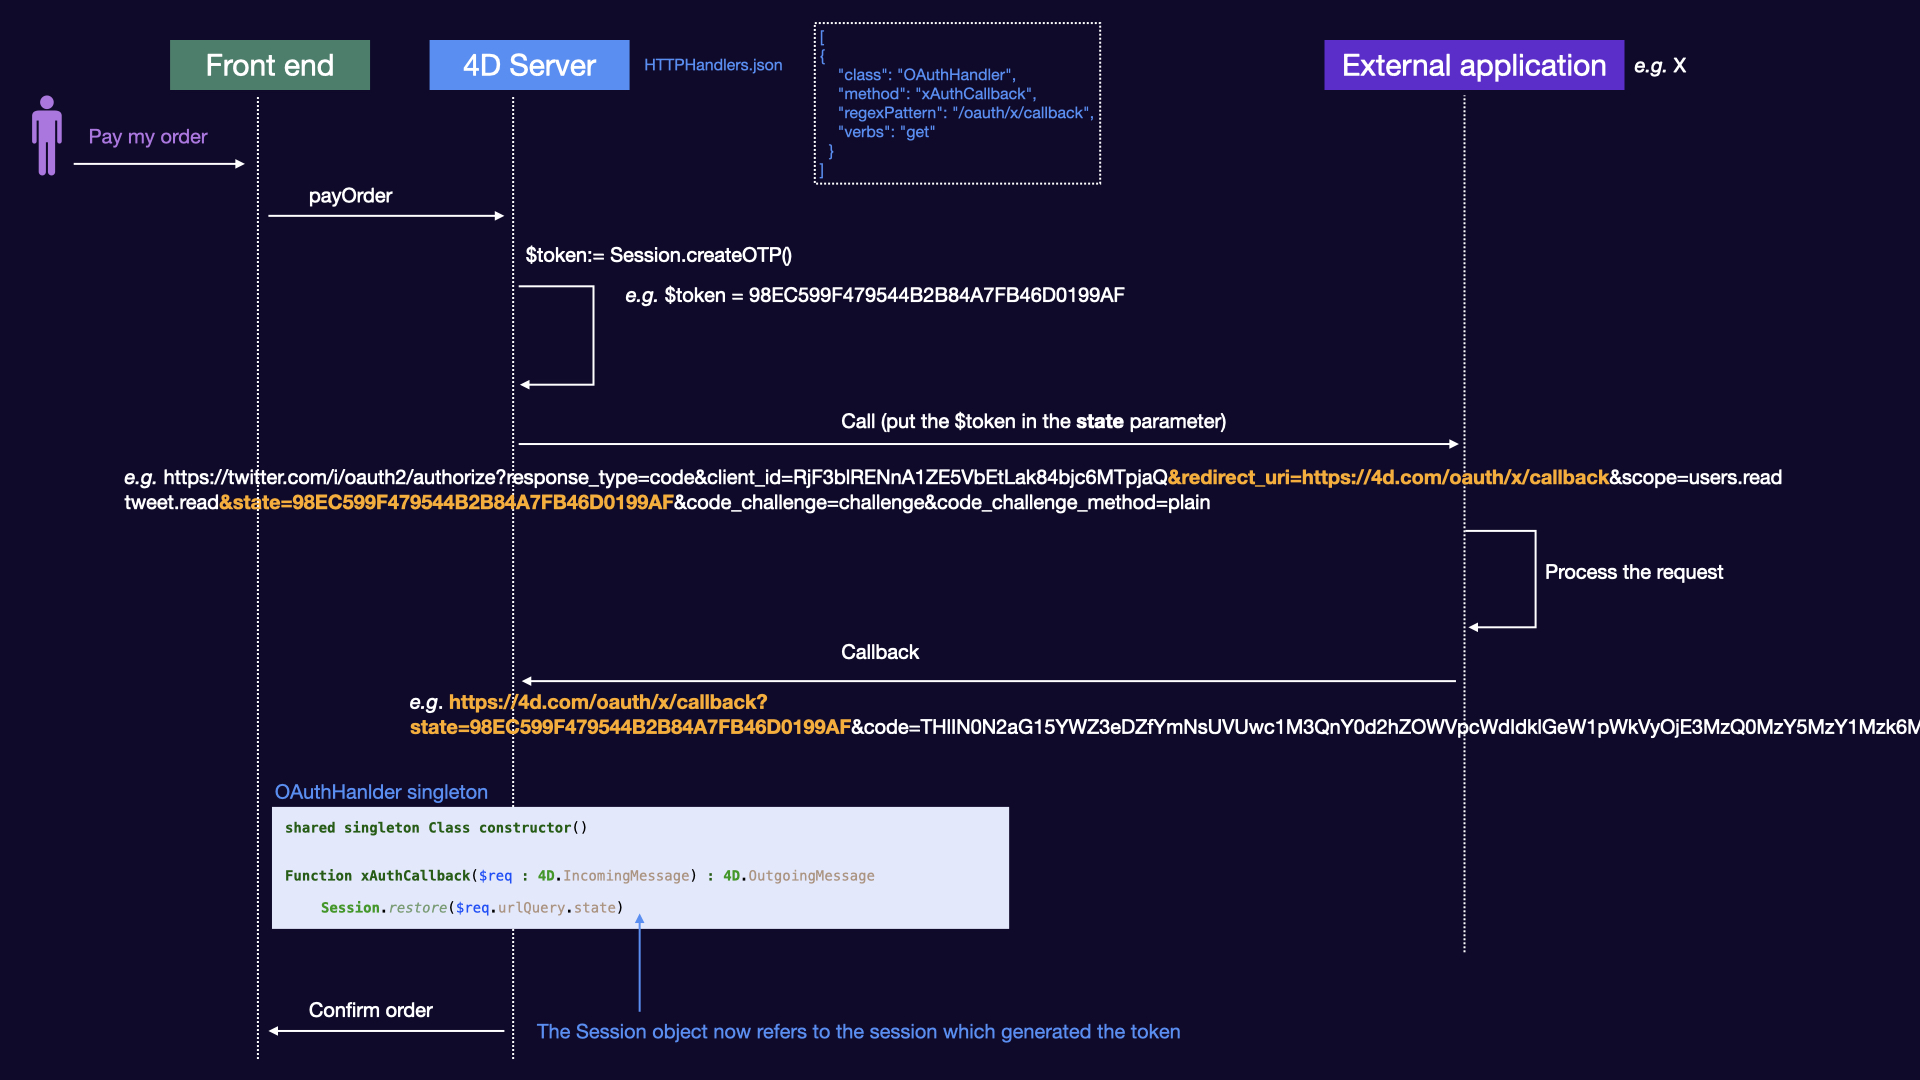 Front end
4D Server
HTTPHandlers.json
[
{
"class": "OAuthHandler",
"method": "xAuthCallback",
"regexPattern": "/oauth/x/callback",
"verbs": "get"
}
]
External application
e.g. X
Pay my order
payOrder
$token:= Session.createOTP()
e.g. $token = 98EC599F479544B2B84A7FB46D0199AF
Call (put the $token in the state parameter)
e.g. https://twitter.com/i/oauth2/authorize?response_type=code&client_id=RjF3blRENnA1ZE5VbEtLak84bjc6MTpjaQ&redirect_uri=https://4d.com/oauth/x/callback&scope=users.read
tweet.read&state=98EC599F479544B2B84A7FB46D0199AF&code_challenge=challenge&code_challenge_method=plain
Process the request
Callback
e.g. https://4d.com/oauth/x/callback?
state=98EC599F479544B2B84A7FB46D0199AF&code=THlIN0N2aG15YWZ3eDZfYmNsUVUwc1M3QnY0d2hZOWVpcWdIdklGeW1pWkVyOjE3MzQ0MzY5MzY1Mzk6M
OAuthHanlder singleton
shared singleton Class constructor()
Function xAuthCallback($req : 4D.IncomingMessage) : 4D.OutgoingMessage
Session.restore($req.urlQuery.state)
Confirm order
The Session object now refers to the session which generated the token